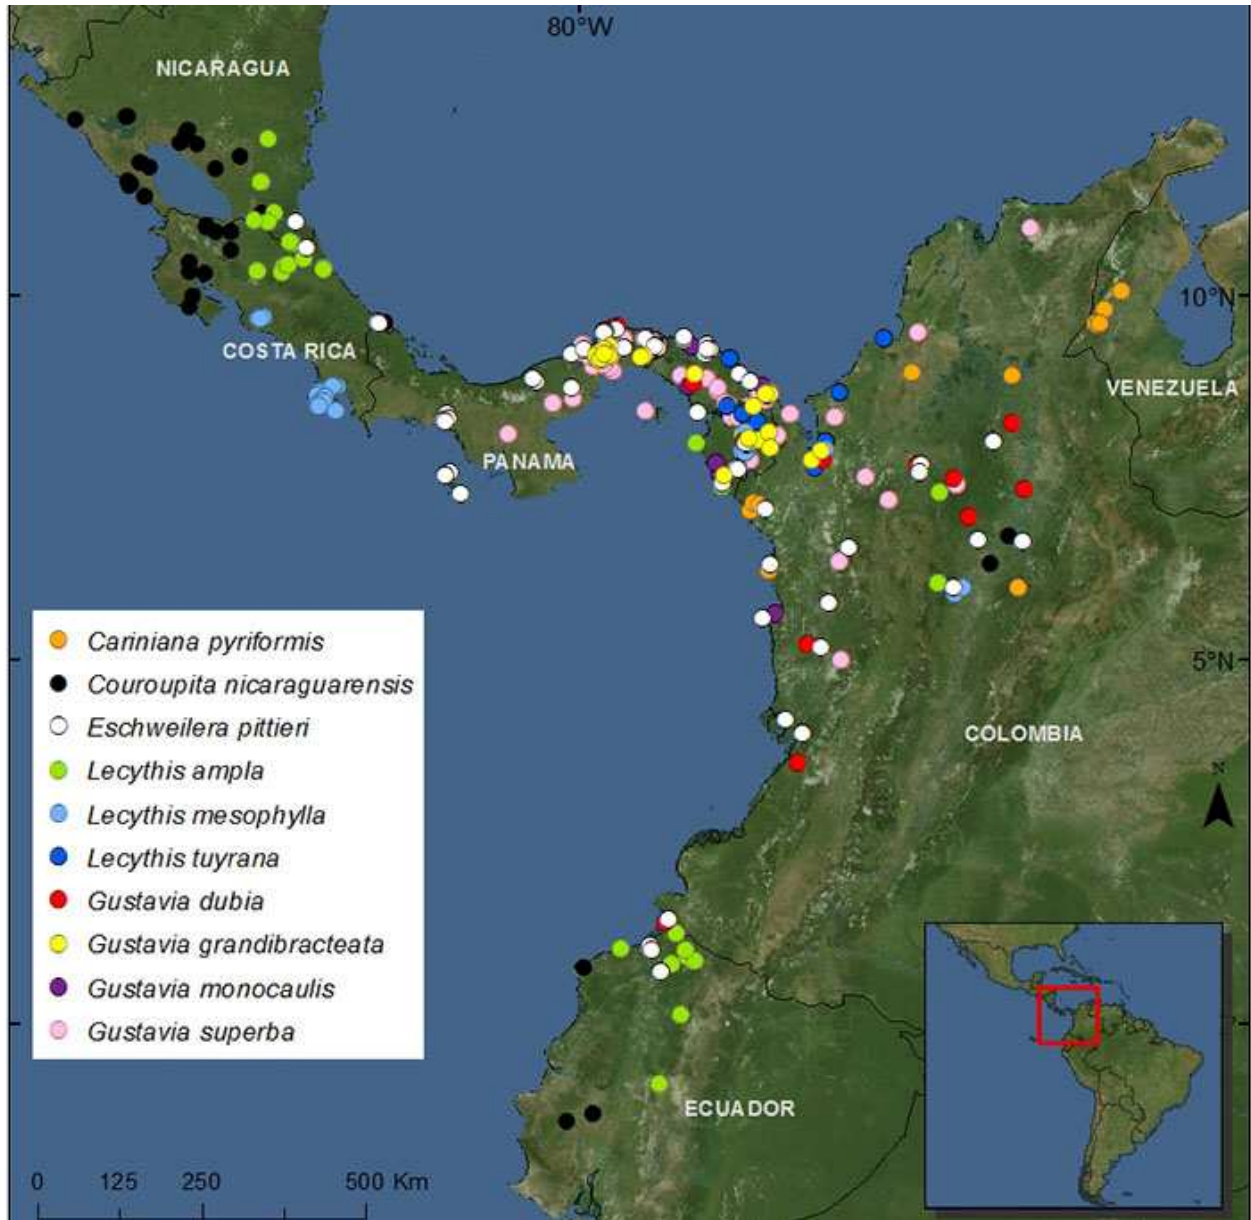 80°W
NICARAGUA
10°N
COSTA RICA
VENEZUELA
PANAMA
Cariniana pyriformis
Couroupita nicaraguarensis
Eschweilera pittieri
Lecythis ampla
Lecythis mesophylla
Lecythis tuyrana
Gustavia dubia
Gustavia grandibracteata
Gustavia monocaulis
Gustavia superba
5°N
COLOMBIA
N
ECUADOR
0 125 250 500 Km